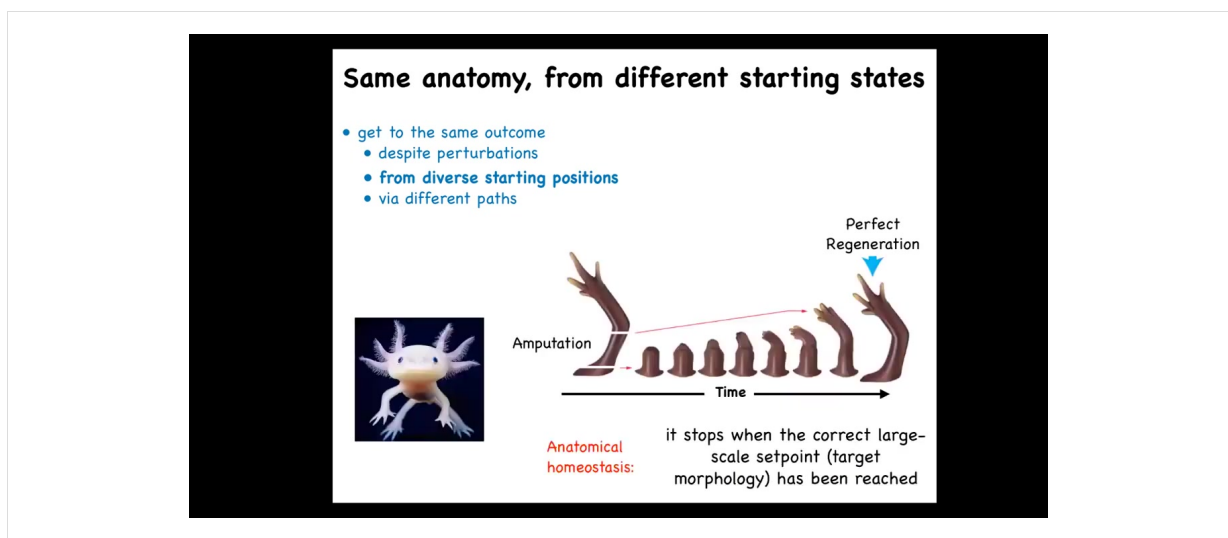 Same anatomy, from different starting states
• get to the same outcome
• despite perturbations
• from diverse starting positions
• via different paths
Perfect
Regeneration
Amputation
Time
Anatomical
homeostasis:
it stops when the correct large-
scale setpoint (target
morphology) has been reached